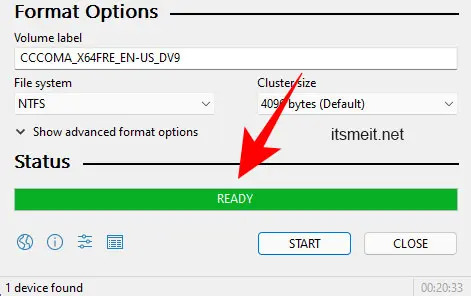 Format Options
Volume label
CCCOMA_X64FRE_EN-US_DV9
File system Cluster size
NTFS 4096 bytes (Default)
Show advanced format options
itsmeit.net
Status
READY
START CLOSE
1 device found 00:20:33